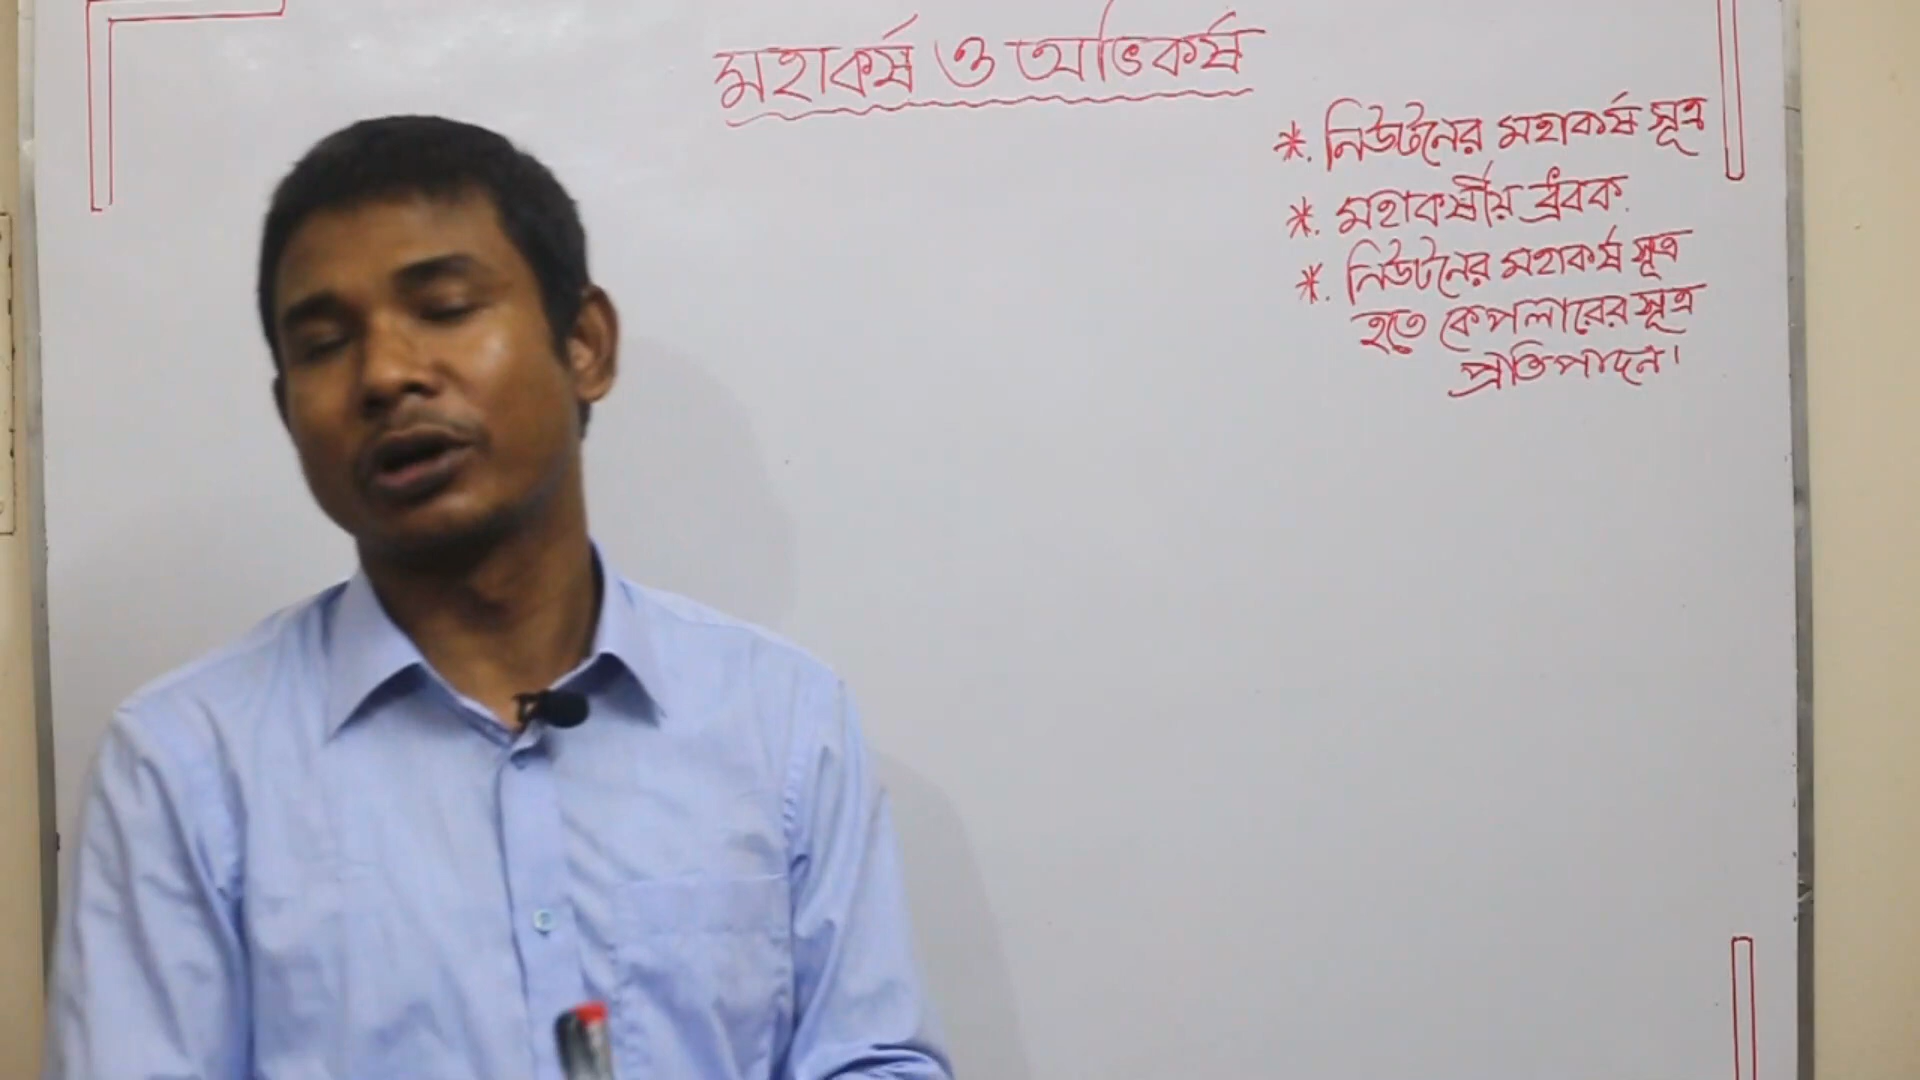 মহাকর্ষ ও অভিকর্ষ
*. নিউটনের মহাকর্ষ সূত্র
*. মহাকর্ষীয় ধ্রুবক.
*. নিউটনের মহাকর্ষ সূত্র
হতে কেপলারের সূত্র
প্রতিপাদন।